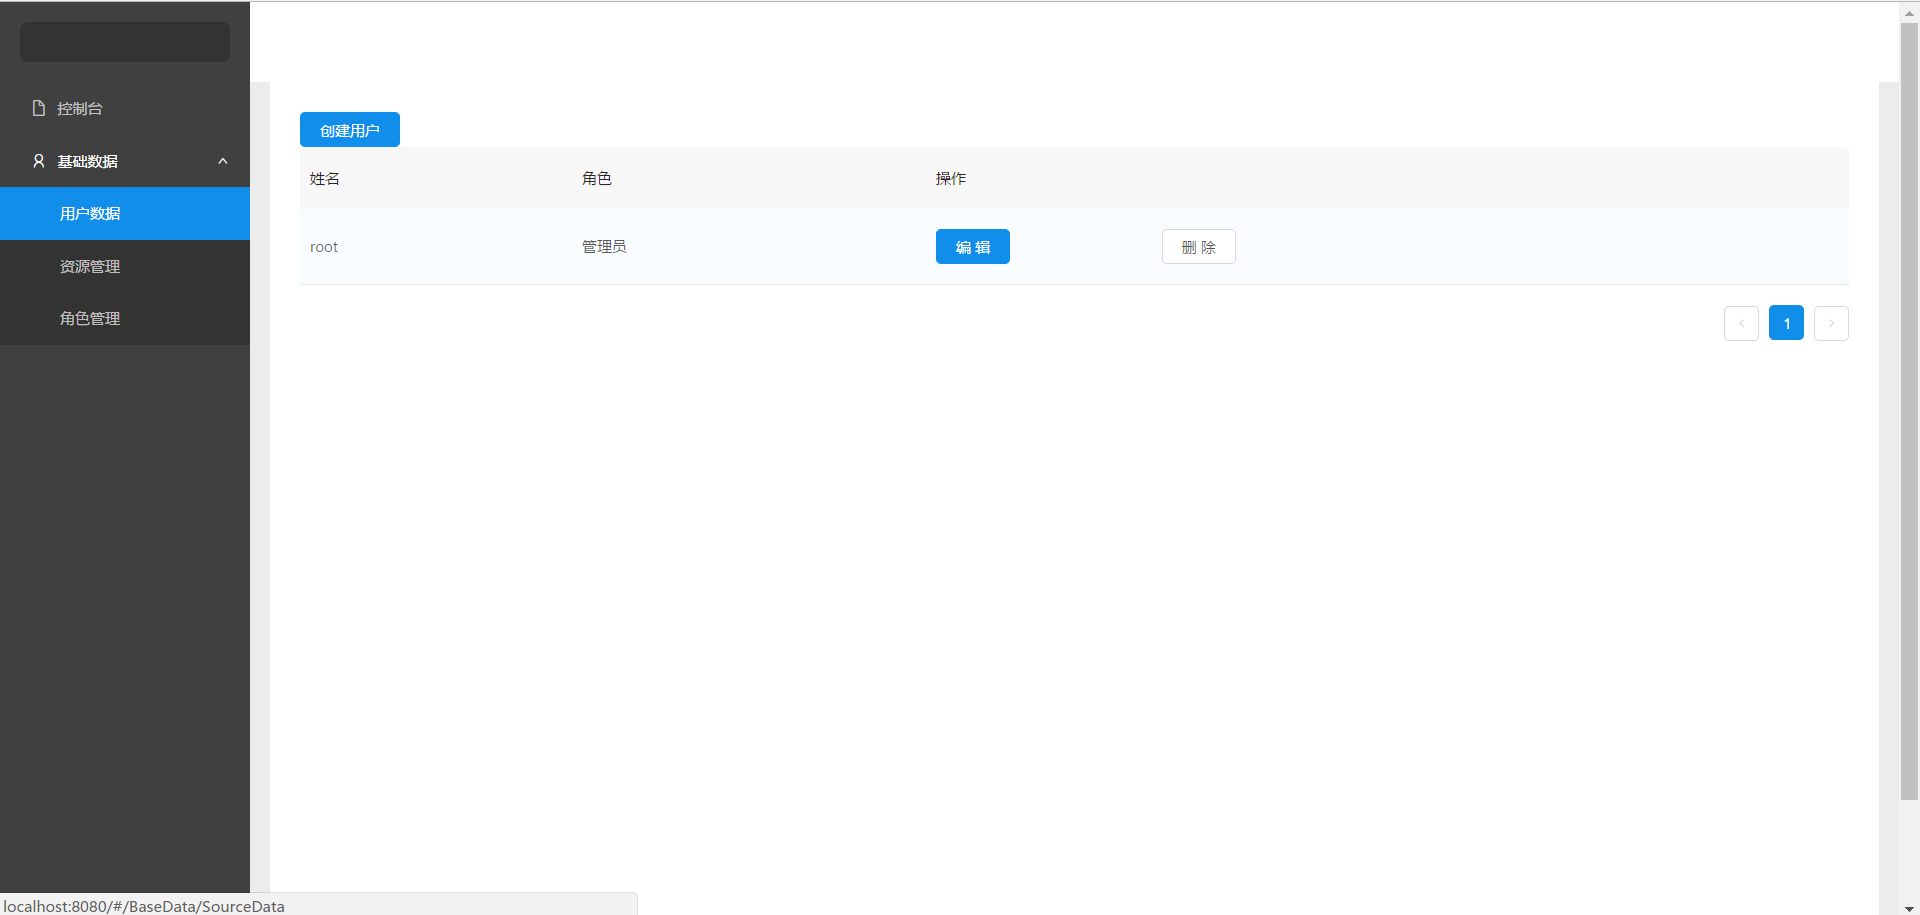 控制台
基础数据
用户数据
资源管理
角色管理
创建用户
姓名 角色 操作
root 管理员 编 辑 删 除
< 1 >
localhost:8080/#/BaseData/SourceData